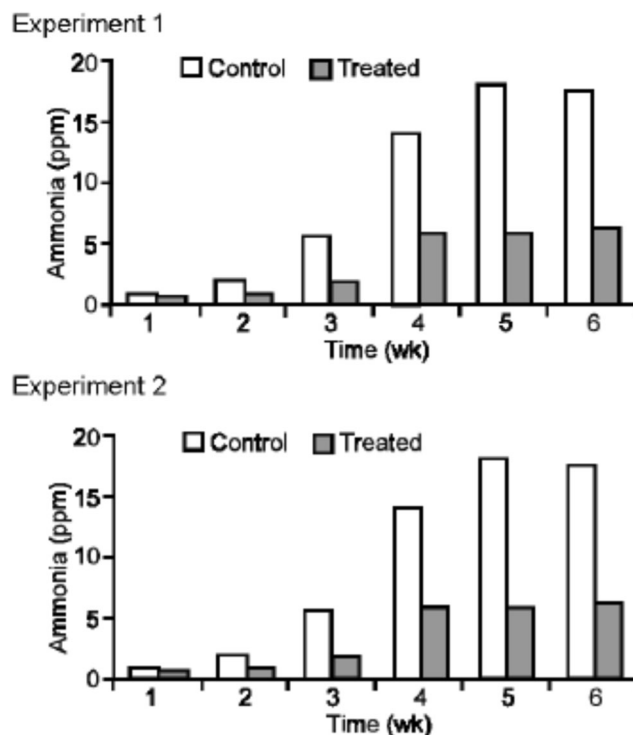 Experiment 1
20
Control Treated
15
10
5
0
Ammonia (ppm)
1 2 3 4 5 6
Time (wk)
Experiment 2
20
Control Treated
15
10
5
0
Ammonia (ppm)
1 2 3 4 5 6
Time (wk)